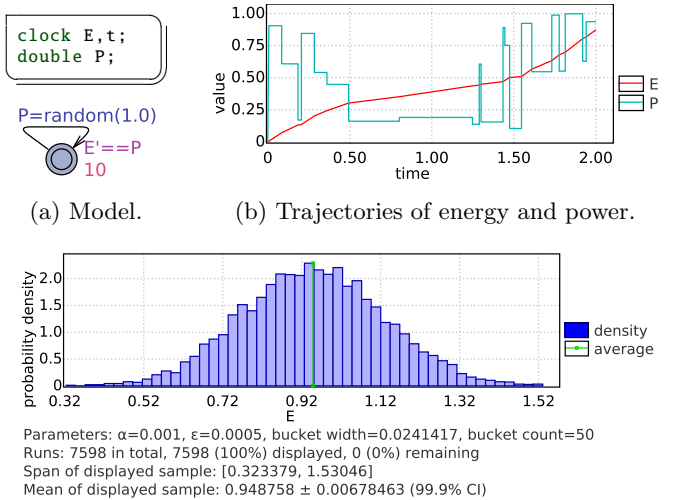 clock E,t;
double P;
P=random(1.0)
E'==P
10
(a) Model.
value
1.00
0.75
0.50
0.25
0
0 0.50 1.00 1.50 2.00
time
E
P
(b) Trajectories of energy and power.
probability density
2.0
1.5
1.0
0.5
0
0.32 0.52 0.72 0.92 1.12 1.32 1.52
E
density
average
Parameters: α=0.001, ε=0.0005, bucket width=0.0241417, bucket count=50
Runs: 7598 in total, 7598 (100%) displayed, 0 (0%) remaining
Span of displayed sample: [0.323379, 1.53046]
Mean of displayed sample: 0.948758 ± 0.00678463 (99.9% CI)